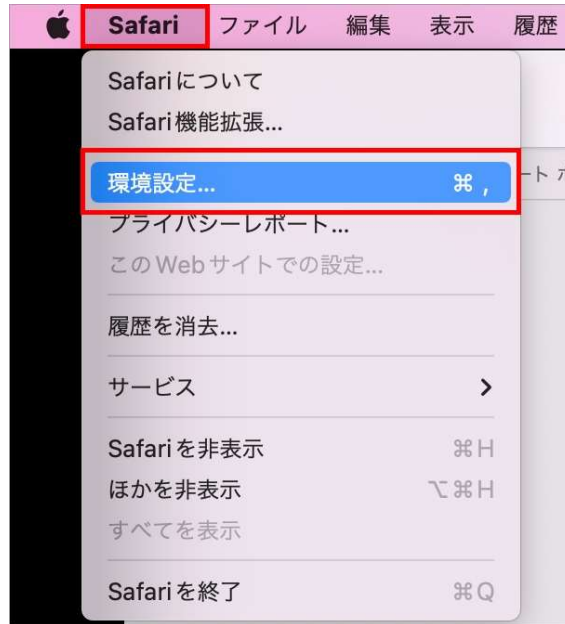 Safari ファイル 編集 表示 履歴
Safariについて
Safari機能拡張...
環境設定... ⌘ ,
プライバシーレポート...
このWebサイトでの設定...
履歴を消去...
サービス
Safariを非表示 ⌘H
ほかを非表示 ⌥⌘H
すべてを表示
Safariを終了 ⌘Q